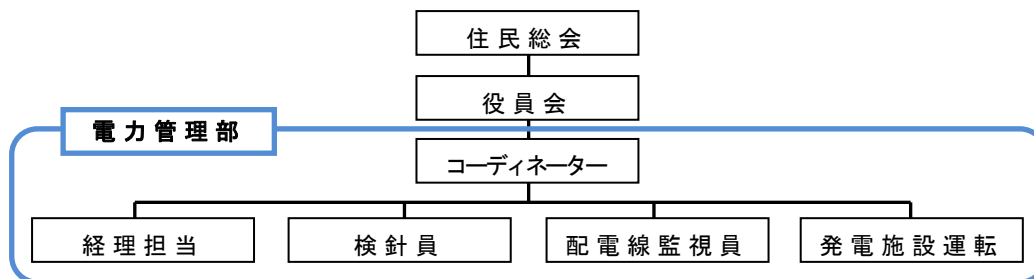 住民総会
役員会
電力管理部
コーディネーター
経理担当
検針員
配電線監視員
発電施設運転